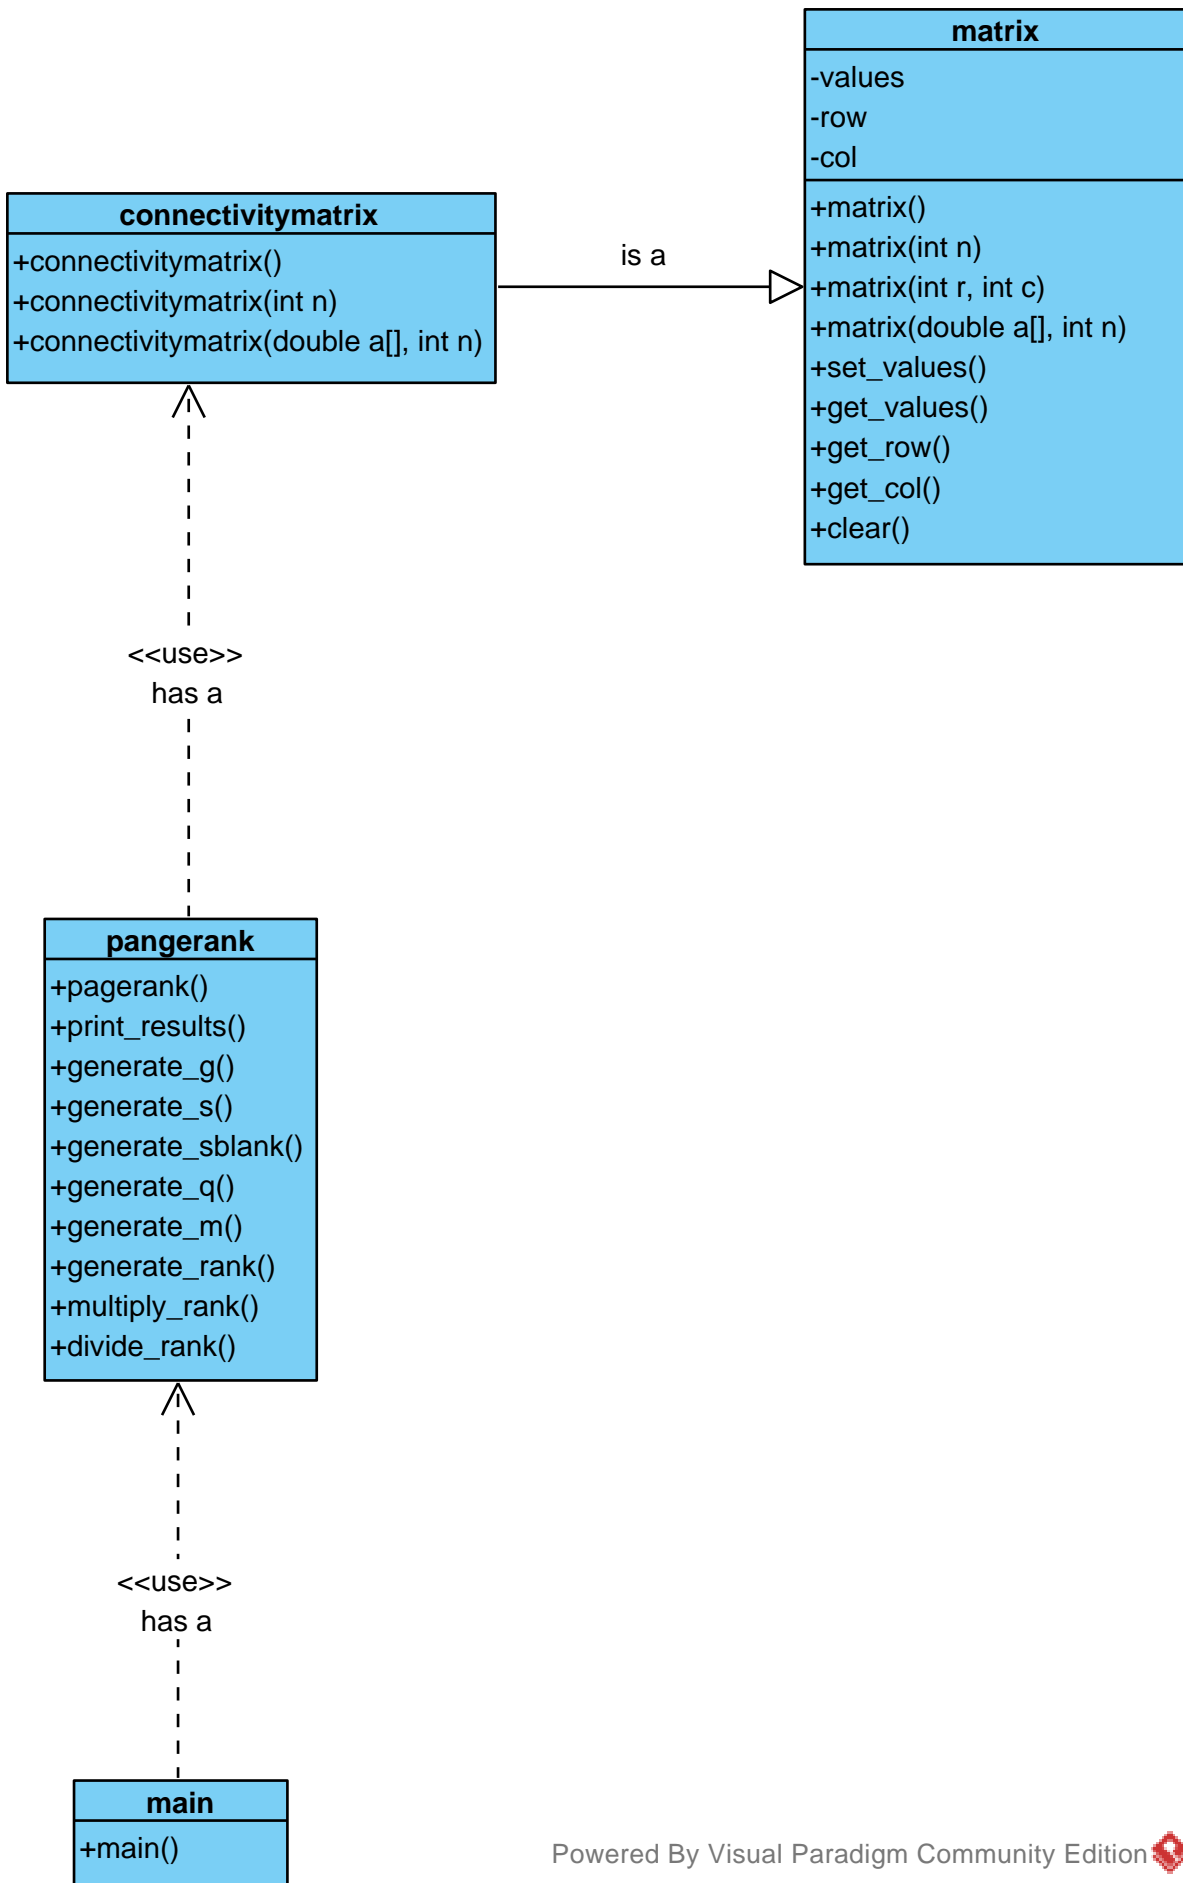 matrix
-values
-row
-col
+matrix()
+matrix(int n)
+matrix(int r, int c)
+matrix(double a[], int n)
+set_values()
+get_values()
+get_row()
+get_col()
+clear()
connectivitymatrix
+connectivitymatrix()
+connectivitymatrix(int n)
+connectivitymatrix(double a[], int n)
is a
<<use>>
has a
pangerank
+pagerank()
+print_results()
+generate_g()
+generate_s()
+generate_sblank()
+generate_q()
+generate_m()
+generate_rank()
+multiply_rank()
+divide_rank()
<<use>>
has a
main
+main()
Powered By Visual Paradigm Community Edition